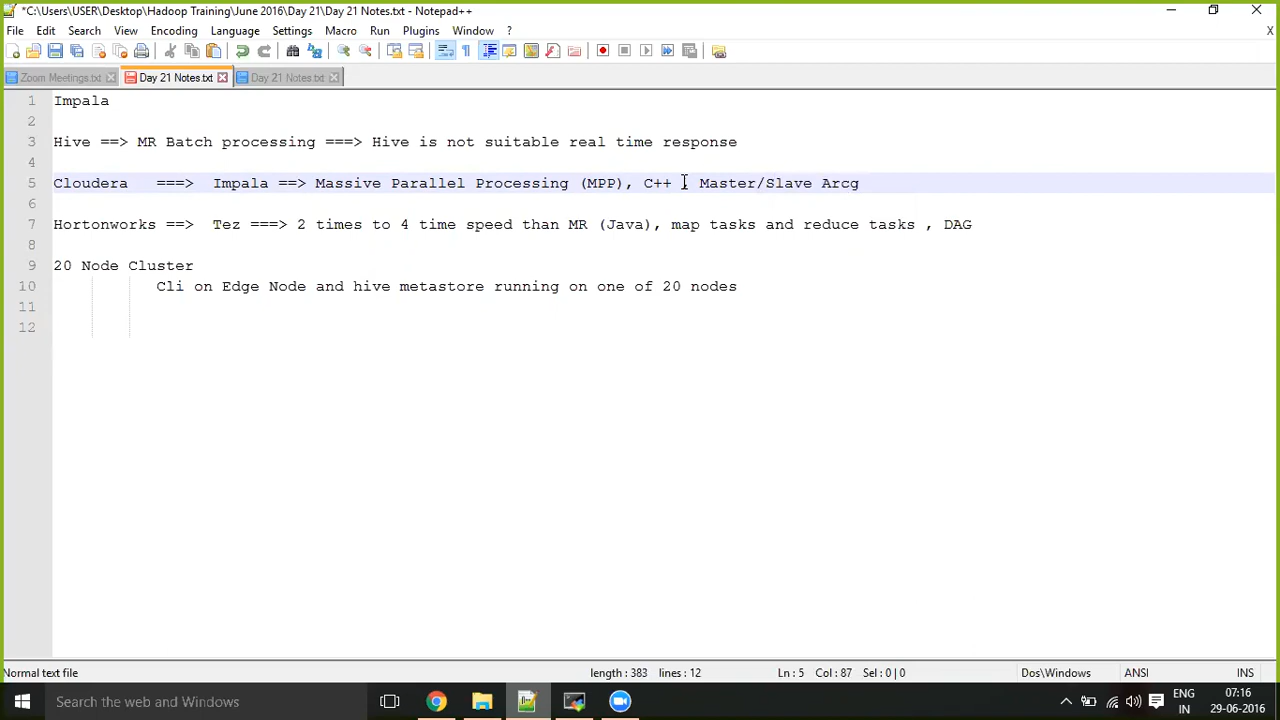 *C:\Users\USER\Desktop\Hadoop Training\June 2016\Day 21\Day 21 Notes.txt - Notepad++
File Edit Search View Encoding Language Settings Macro Run Plugins Window ? X
Zoom Meetings.txt Day 21 Notes.txt Day 21 Notes.txt
1 Impala
2
3 Hive ==> MR Batch processing ===> Hive is not suitable real time response
4
5 Cloudera ===> Impala ==> Massive Parallel Processing (MPP), C++ Master/Slave Arcg
6
7 Hortonworks ==> Tez ===> 2 times to 4 time speed than MR (Java), map tasks and reduce tasks , DAG
8
9 20 Node Cluster
10 Cli on Edge Node and hive metastore running on one of 20 nodes
11
12
Normal text file length : 383 lines : 12 Ln : 5 Col : 87 Sel : 0 | 0 Dos\Windows ANSI INS
Search the web and Windows
ENG 07:16
IN 29-06-2016